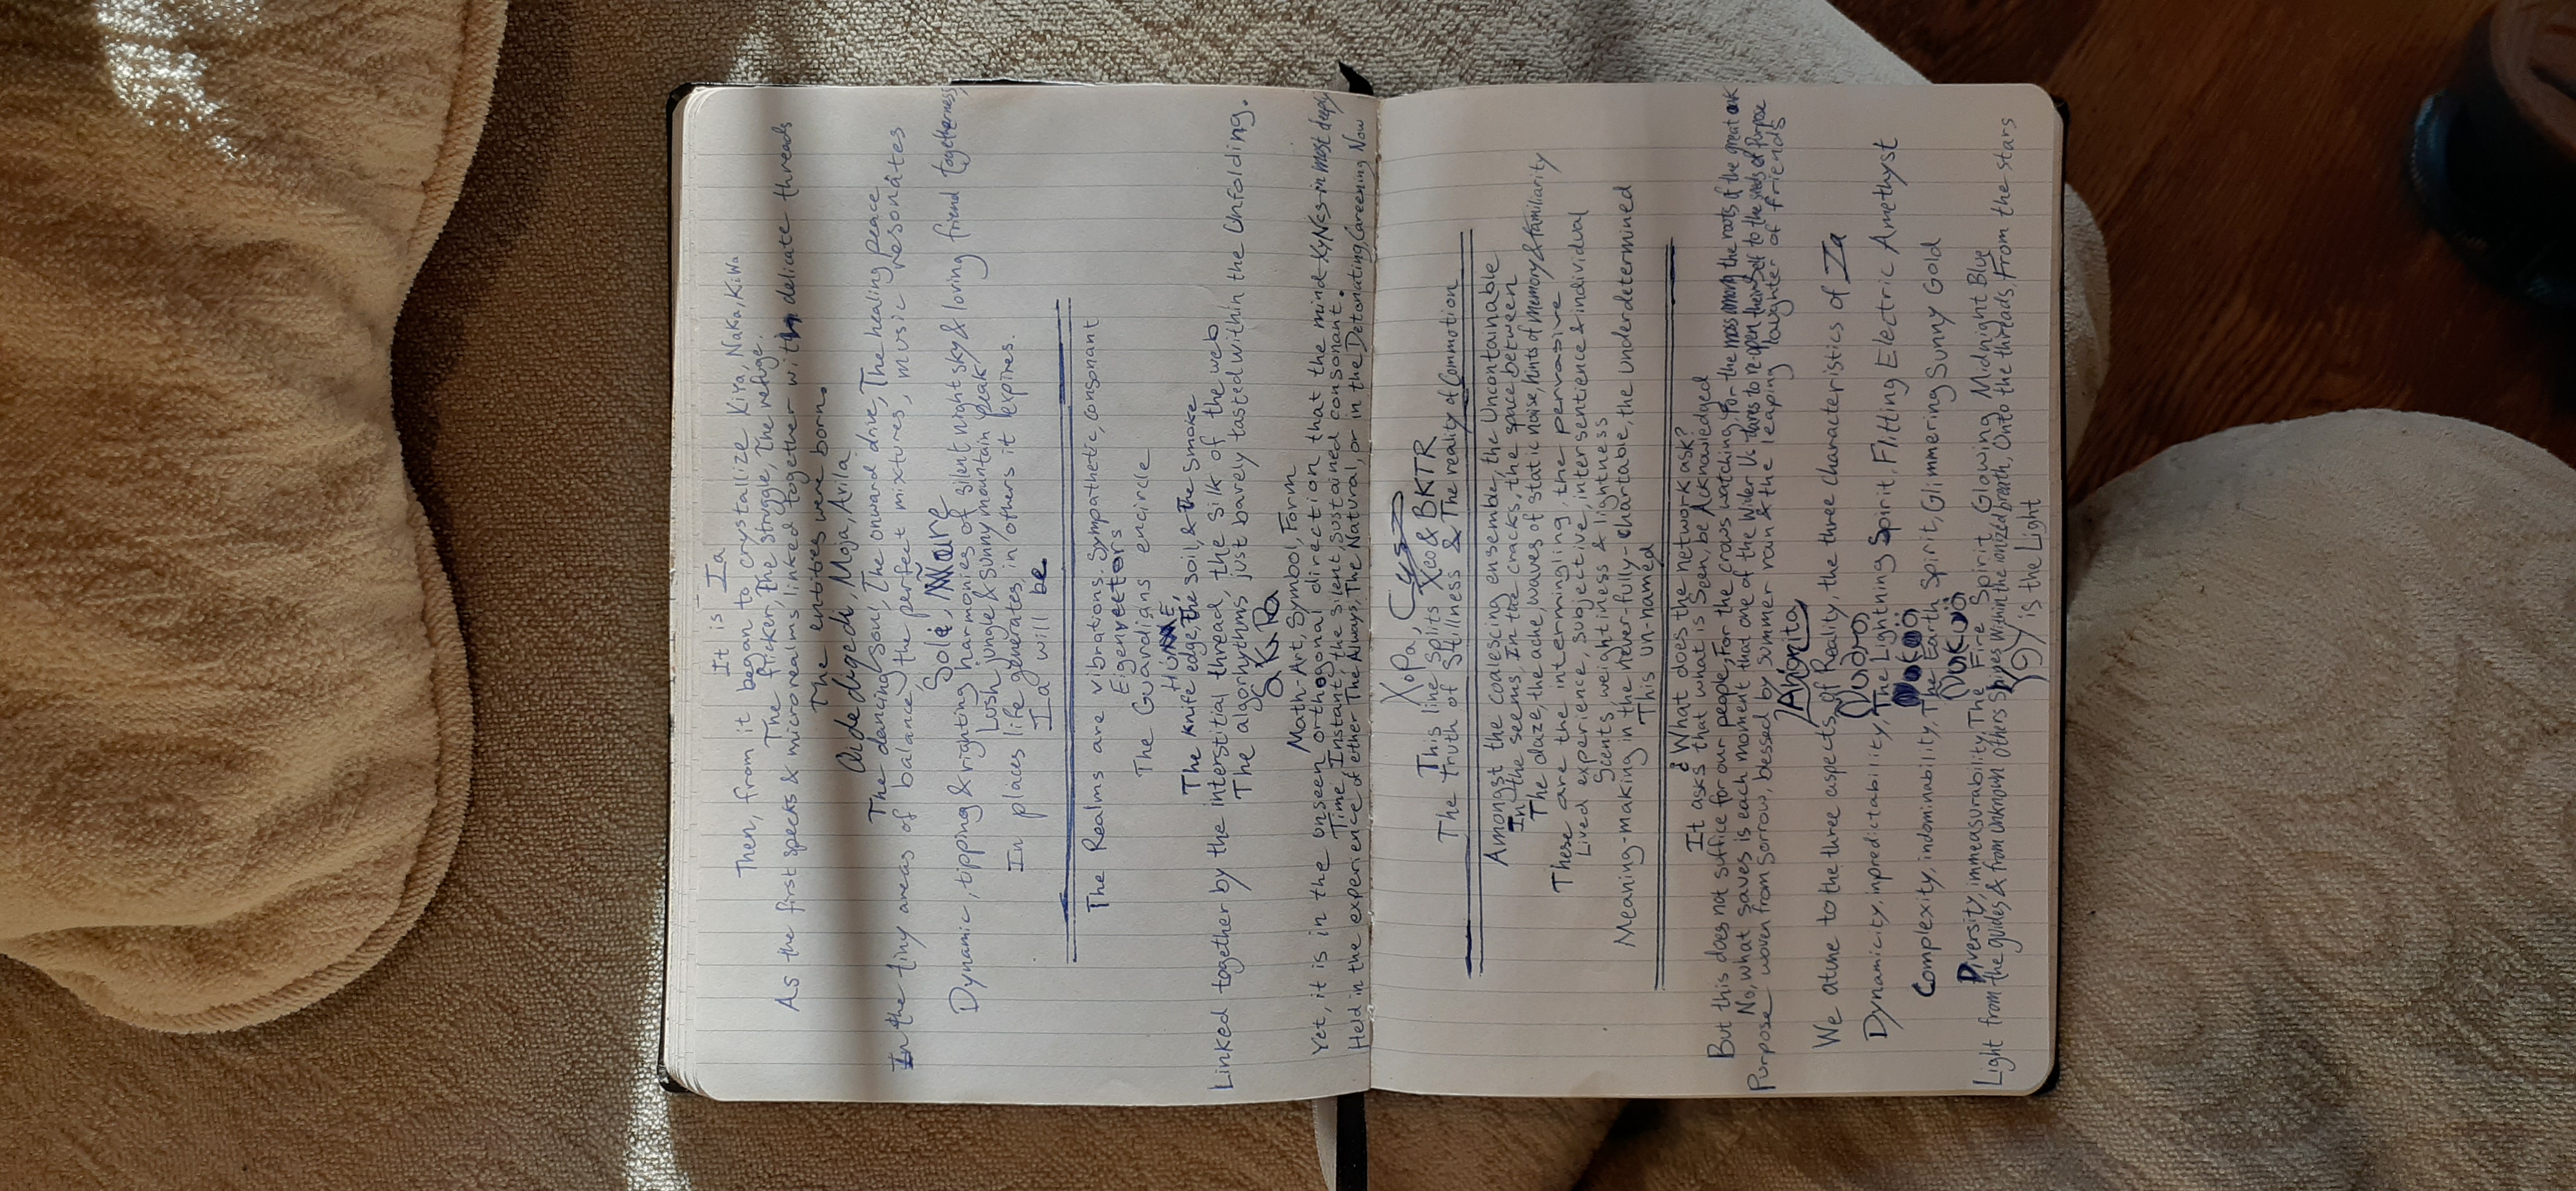 It is Ia
Then, from it began to crystallize XiYa, NaKa, KiWa
The flicker, The struggle, The refuge.
As the first specks & microrealms linked together with delicate threads
The entities were born.
Moja, Avila
The dancing soul, The onward drive, The healing peace
In the tiny areas of balance, the perfect mixtures, music resonates
Dynamic, tipping & righting harmonies of silent night sky & loving friend togetherness,
Lush jungle & sunny mountain peak
In places life generates, in others it expires.
Ia will be.
The Realms are vibrations. Sympathetic, consonant
Eigenvectors
The Guardians encircle
The knife edge, The soil, & The smoke
Linked together by the interstitial thread, the silk of the web
The algorhythms just barely tasted within the Unfolding.
Math-Art, Symbol, Form
Yet, it is in the unseen orthogonal direction that the mind XyNcs in most deeply
Time, Instant, the silent, sustained consonant.
Held in the experience of either The Always, The Natural, or in the Detonating, Careening Now
XoPa,
This line splits Xeo & BKTR
The truth of Stillness & The reality of Commotion
Amongst the coalescing ensemble, the Uncontainable
In the seems, In the cracks, the space between
The daze, the ache, waves of static noise, hints of Memory & familiarity
These are the intermingling, the pervasive
Lived experience, subjective, intersentience & individual
Scents, weightiness & lightness
Meaning-making in the never-fully-chartable, the underdetermined
This un-named
¿What does the network ask?
It asks that what is Seen, be Acknowledged
But this does not suffice for our people, For the crows watching, For the moss among the roots of the great oak
No, what saves is each moment that one of the Wider Us dares to re-open theirself to the seeds of Purpose
Purpose woven from sorrow, blessed by summer rain & the leaping laughter of friends
We atune to the three aspects of Reality, the three characteristics of Ia
Dynamicity, inpredictability, The Lightning Spirit, Flitting Electric Amethyst
Complexity, indominability, The Earth Spirit, Glimmering Sunny Gold
Diversity, immeasurability, The Fire Spirit, Glowing Midnight Blue
Light from the guides & from unknown others Shines within the ionized breath, Onto the threads, From the stars
is the Light